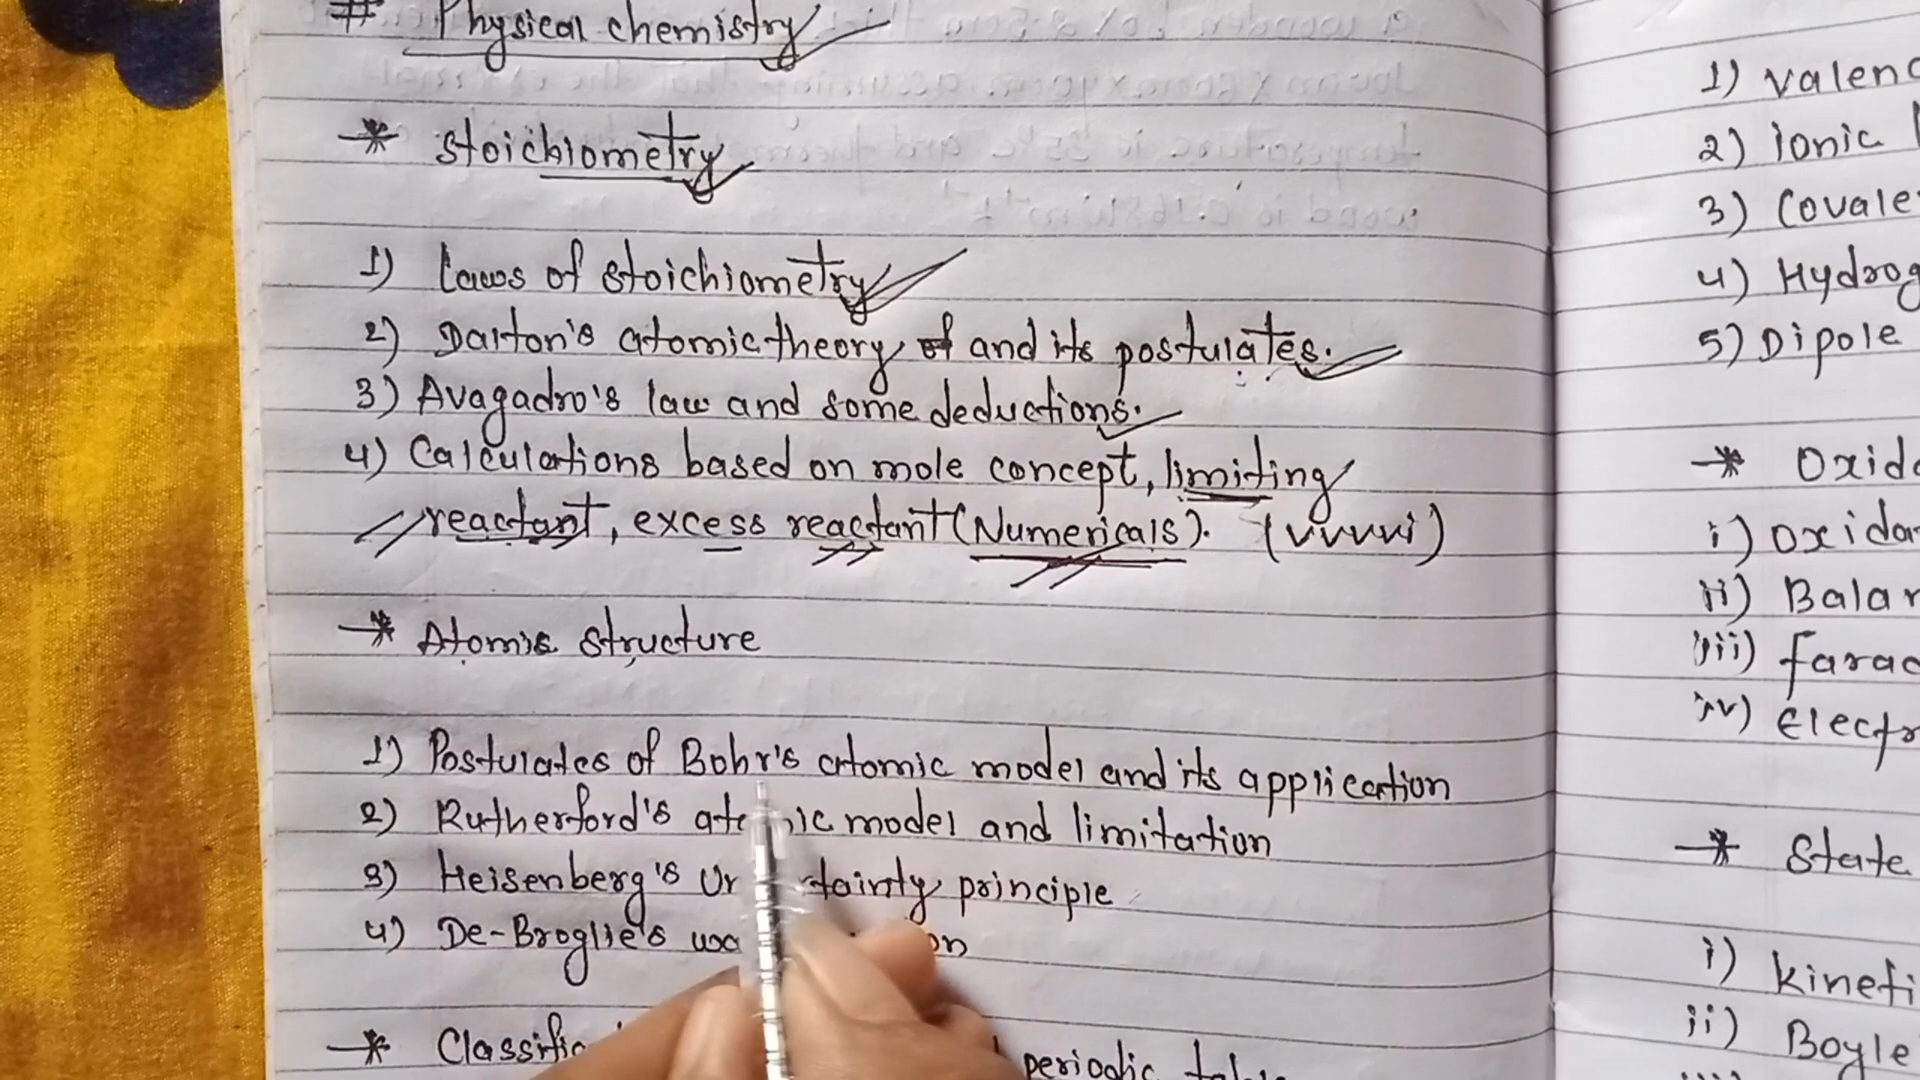 # Physical chemistry
* Stoichiometry
1) Laws of stoichiometry
2) Dalton's atomic theory of and its postulates.
3) Avagadro's law and some deductions.
4) Calculations based on mole concept, limiting
reactant, excess reactant (Numericals). (vvvvi)
* Atomic structure
1) Postulates of Bohr's atomic model and its application
2) Rutherford's atomic model and limitation
3) Heisenberg's principle
4) De-Broglie's
* periodic
1) Valenc
2) Ionic
3) Covale
4) Hydrog
5) Dipole
* Oxid
i) Oxida
ii) Balan
iii) Farad
iv) Electr
* State
i) Kineti
ii) Boyle